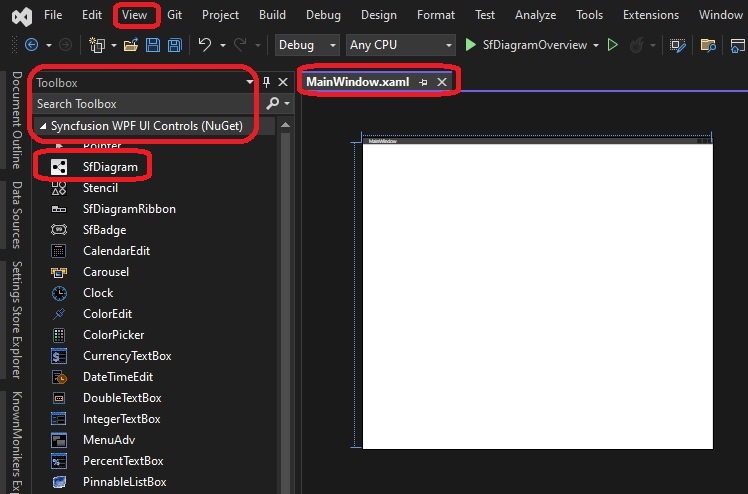 File Edit View Git Project Build Debug Design Format Test Analyze Tools Extensions Window
Debug Any CPU SfDiagramOverview
Toolbox
MainWindow.xaml
Search Toolbox
Syncfusion WPF UI Controls (NuGet)
Pointer
SfDiagram
Stencil
SfDiagramRibbon
SfBadge
CalendarEdit
Carousel
Clock
ColorEdit
ColorPicker
CurrencyTextBox
DateTimeEdit
DoubleTextBox
IntegerTextBox
MenuAdv
PercentTextBox
PinnableListBox
Document Outline
Data Sources
Settings Store Explorer
KnownMonikers Ex
MainWindow